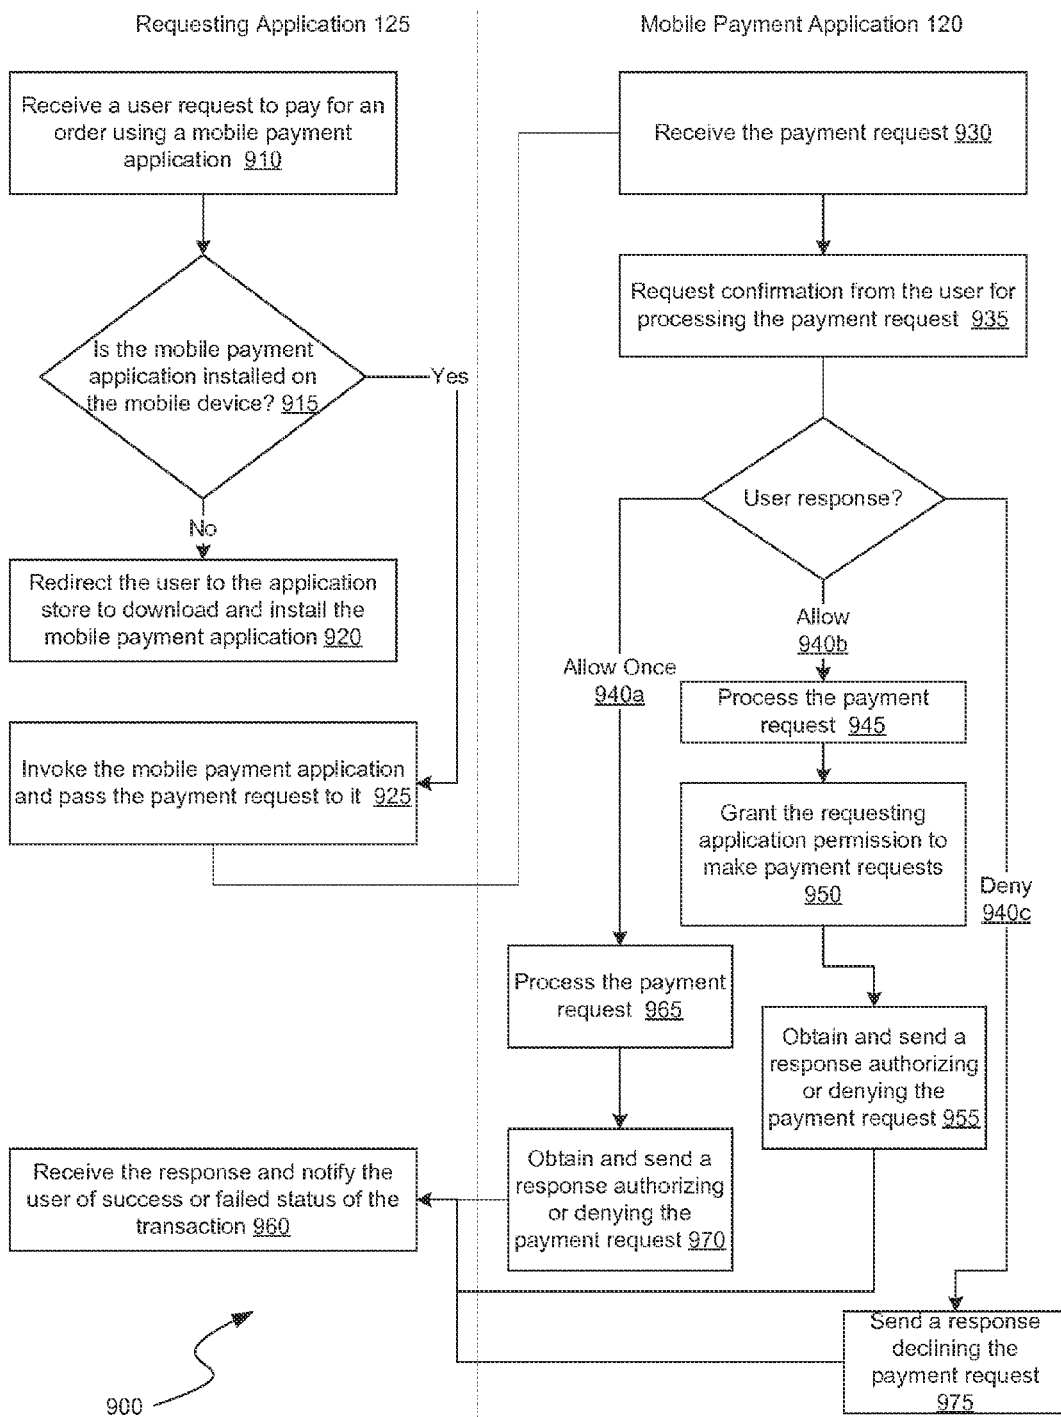 Requesting Application 125
Mobile Payment Application 120
Receive a user request to pay for an
order using a mobile payment
application 910
Is the mobile payment
application installed on
the mobile device? 915
Yes
No
Redirect the user to the application
store to download and install the
mobile payment application 920
Invoke the mobile payment application
and pass the payment request to it 925
Receive the payment request 930
Request confirmation from the user for
processing the payment request 935
User response?
Allow Once
940a
Allow
940b
Deny
940c
Process the payment
request 945
Grant the requesting
application permission to
make payment requests
950
Process the payment
request 965
Obtain and send a
response authorizing
or denying the
payment request 955
Obtain and send a
response authorizing
or denying the
payment request 970
Receive the response and notify the
user of success or failed status of the
transaction 960
Send a response
declining the
payment request
975
900